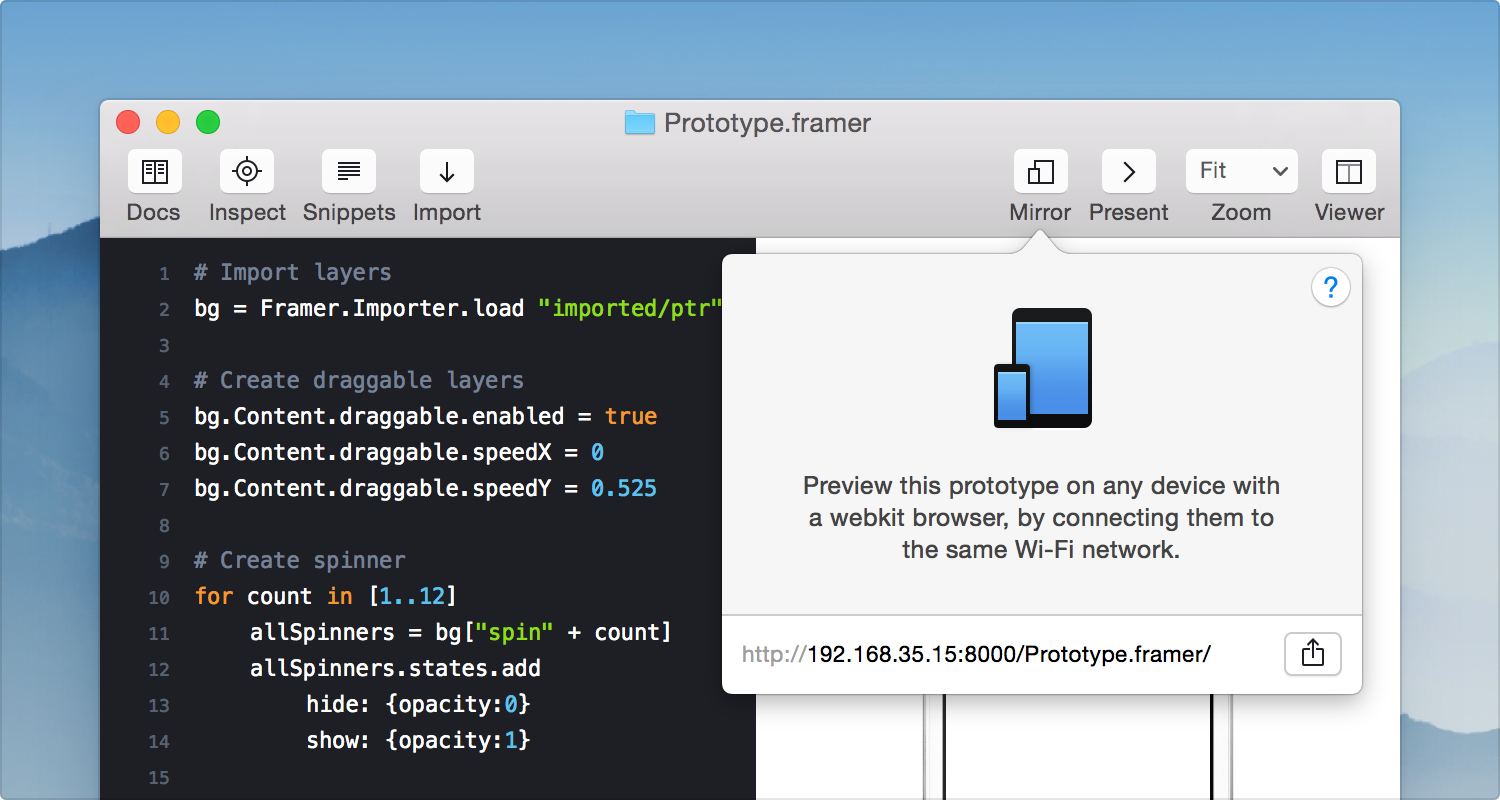 Prototype.framer
Docs Inspect Snippets Import Mirror Present Fit Zoom Viewer
1 # Import layers
2 bg = Framer.Importer.load "imported/ptr"
3
4 # Create draggable layers
5 bg.Content.draggable.enabled = true
6 bg.Content.draggable.speedX = 0
7 bg.Content.draggable.speedY = 0.525
8
9 # Create spinner
10 for count in [1..12]
11 allSpinners = bg["spin" + count]
12 allSpinners.states.add
13 hide: {opacity:0}
14 show: {opacity:1}
15
?
Preview this prototype on any device with
a webkit browser, by connecting them to
the same Wi-Fi network.
http://192.168.35.15:8000/Prototype.framer/